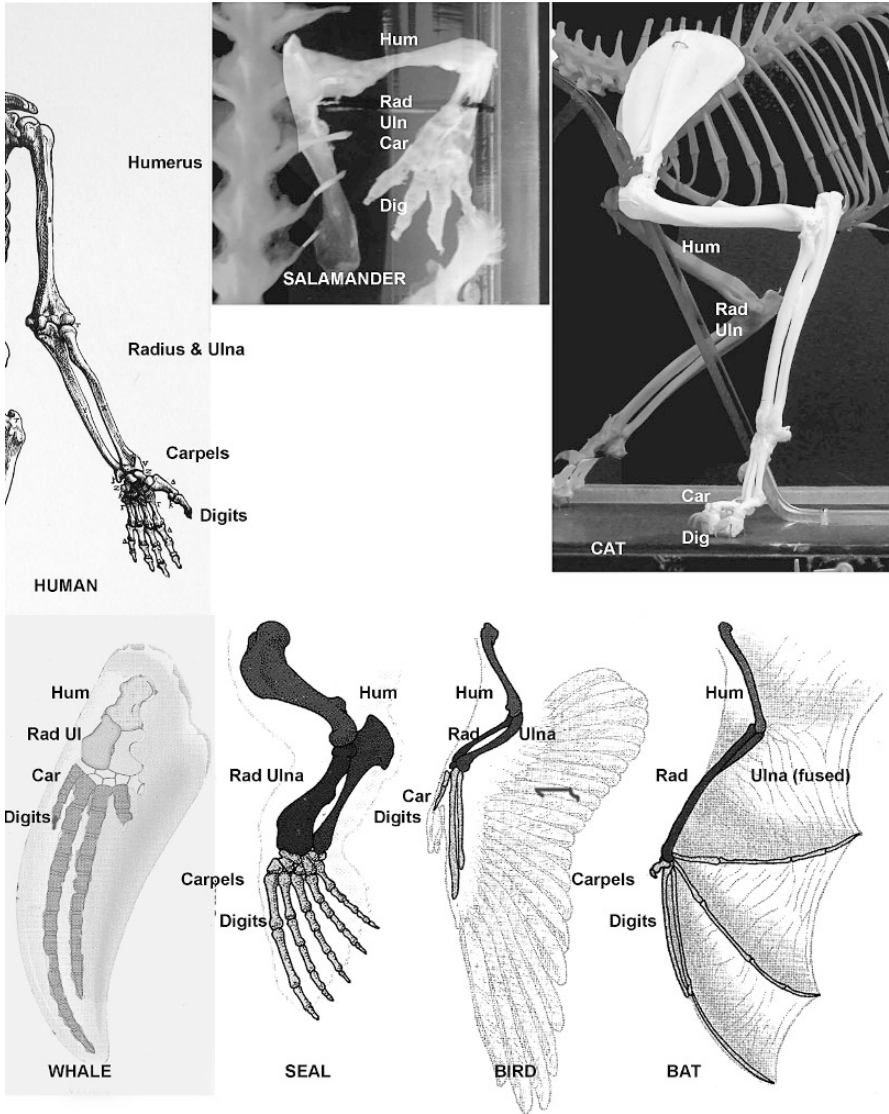 Humerus
Radius & Ulna
Carpels
Digits
HUMAN
Hum
Rad
Uln
Car
Dig
SALAMANDER
Hum
Rad
Uln
Car
Dig
CAT
Hum
Rad Ul
Car
Digits
WHALE
Hum
Rad Ulna
Carpels
Digits
SEAL
Hum
Rad
Ulna
Car
Digits
BIRD
Hum
Rad
Ulna (fused)
Carpels
Digits
BAT